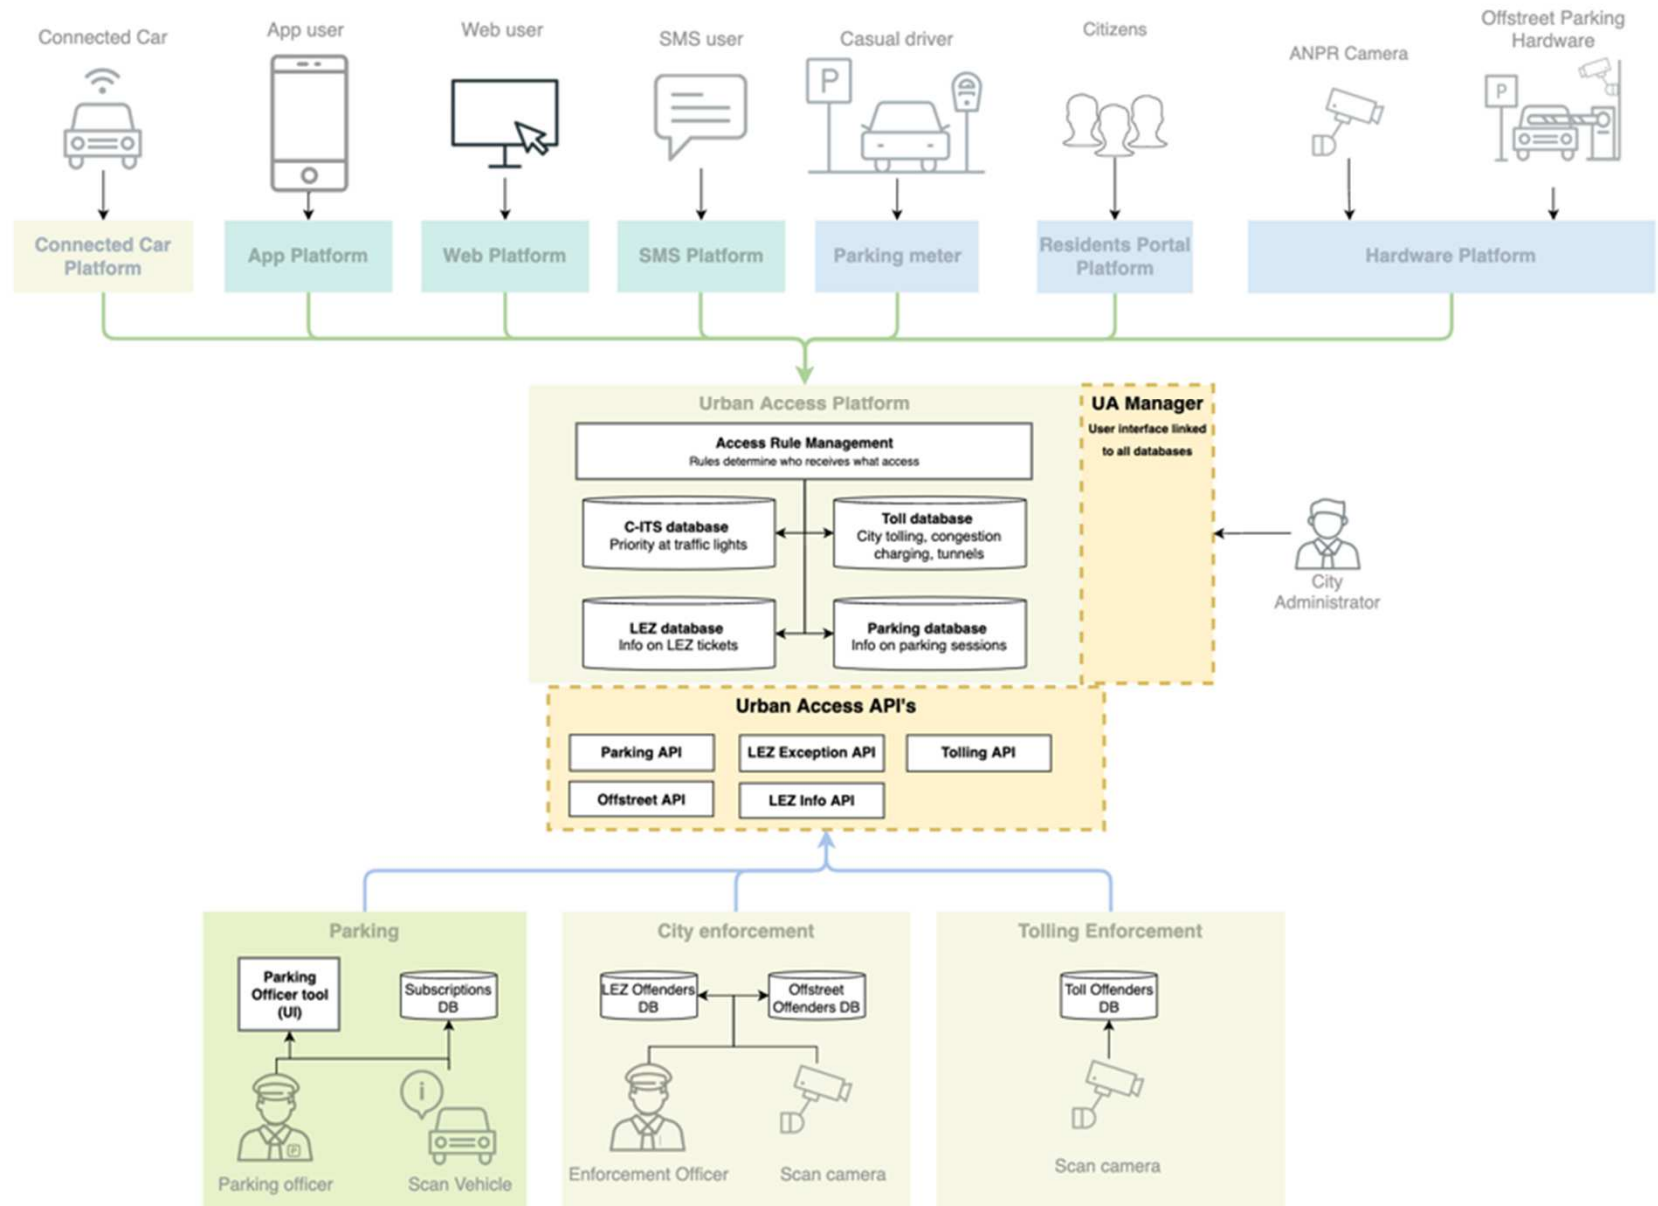 Connected Car
App user
Web user
SMS user
Casual driver
Citizens
ANPR Camera
Offstreet Parking
Hardware
P
P
Connected Car
Platform
App Platform
Web Platform
SMS Platform
Parking meter
Residents Portal
Platform
Hardware Platform
Urban Access Platform
Access Rule Management
Rules determine who receives what access
C-ITS database
Priority at traffic lights
Toll database
City tolling, congestion
charging, tunnels
LEZ database
Info on LEZ tickets
Parking database
Info on parking sessions
UA Manager
User interface linked
to all databases
City
Administrator
Urban Access API's
Parking API
LEZ Exception API
Tolling API
Offstreet API
LEZ Info API
Parking
Parking
Officer tool
(UI)
Subscriptions
DB
i
P
Parking officer
Scan Vehicle
City enforcement
LEZ Offenders
DB
Offstreet
Offenders DB
Enforcement Officer
Scan camera
Tolling Enforcement
Toll Offenders
DB
Scan camera